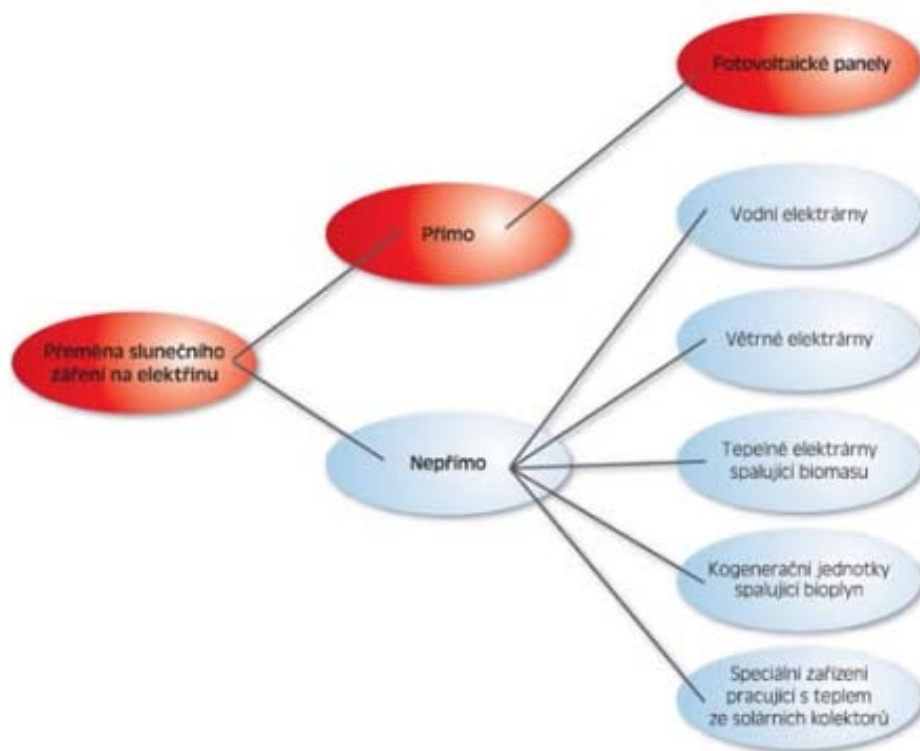 Fotovoltaické panely
Vodní elektrárny
Přímo
Větrné elektrárny
Přeměna slunečního
záření na elektřinu
Nepřímo
Tepelné elektrárny
spalující biomasu
Kogenerační jednotky
spalující bioplyn
Speciální zařízení
pracující s teplem
ze solárních kolektorů